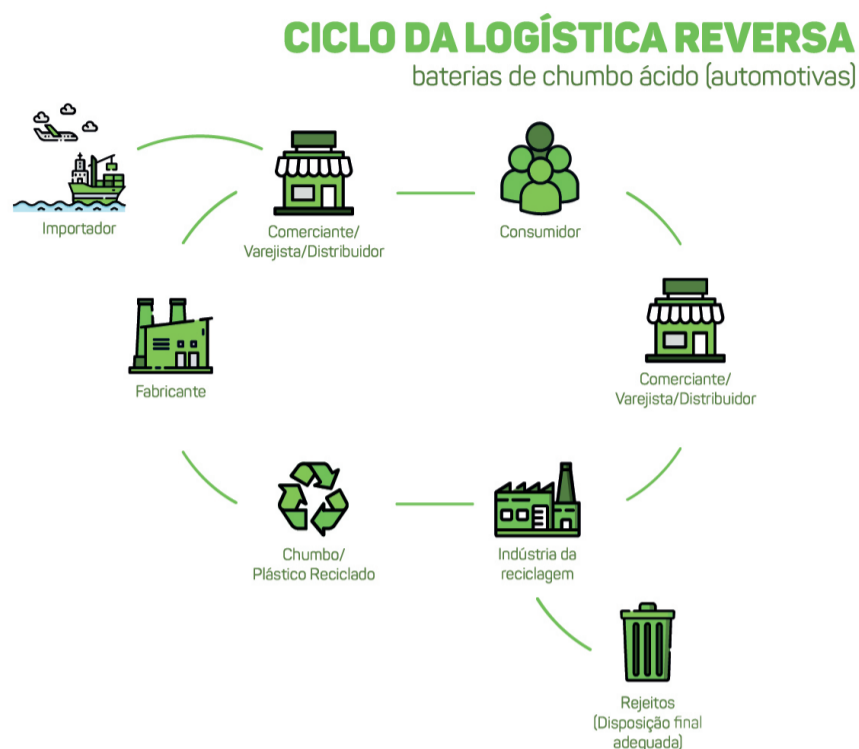 CICLO DA LOGÍSTICA REVERSA
baterias de chumbo ácido (automotivas)
Importador
Comerciante/
Varejista/Distribuidor
Consumidor
Fabricante
Comerciante/
Varejista/Distribuidor
Chumbo/
Plástico Reciclado
Indústria da
reciclagem
Rejeitos
(Disposição final
adequada)